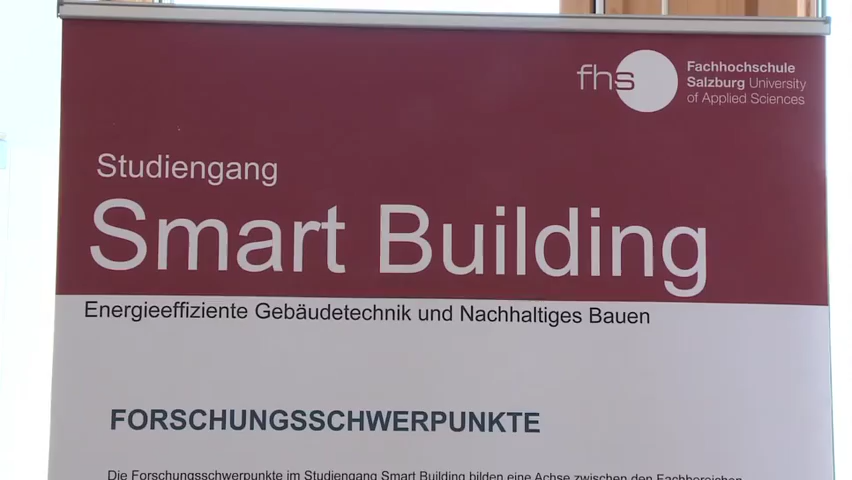 fhs
Fachhochschule
Salzburg University
of Applied Sciences
Studiengang
Smart Building
Energieeffiziente Gebäudetechnik und Nachhaltiges Bauen
FORSCHUNGSSCHWERPUNKTE
Die Forschungsschwerpunkte im Studiengang Smart Building bilden eine Achse zwischen den Fachbereichen